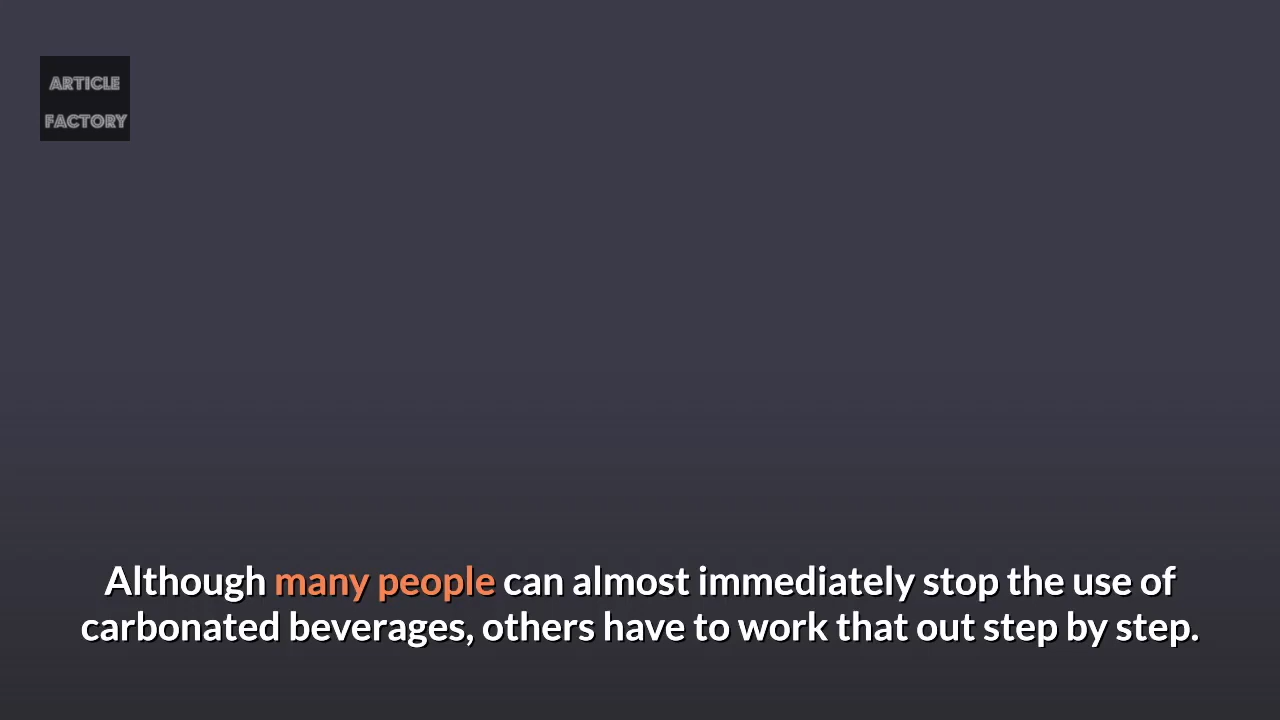 ARTICLE
FACTORY
Although many people can almost immediately stop the use of
carbonated beverages, others have to work that out step by step.